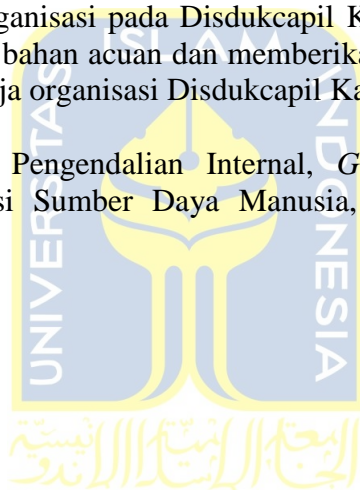 ganisasi pada Disdukcapil K
bahan acuan dan memberika
ja organisasi Disdukcapil Ka
Pengendalian Internal, G
si Sumber Daya Manusia,
ISLAM
UNIVERSITAS
INDONESIA